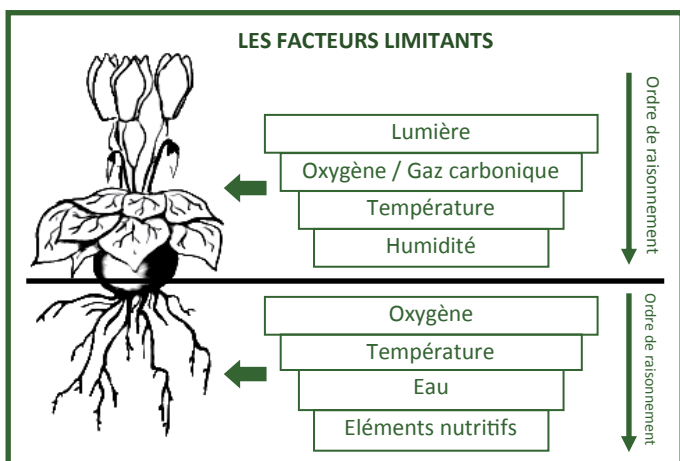 LES FACTEURS LIMITANTS
Lumière
Oxygène / Gaz carbonique
Température
Humidité
Ordre de raisonnement
Oxygène
Température
Eau
Eléments nutritifs
Ordre de raisonnement